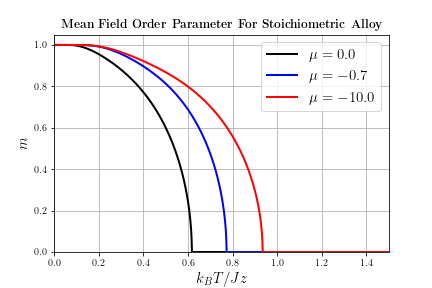 Mean Field Order Parameter For Stoichiometric Alloy
1.0
0.8
0.6
0.4
0.2
0.0
m
μ = 0.0
μ = −0.7
μ = −10.0
0.0 0.2 0.4 0.6 0.8 1.0 1.2 1.4
k_BT/Jz